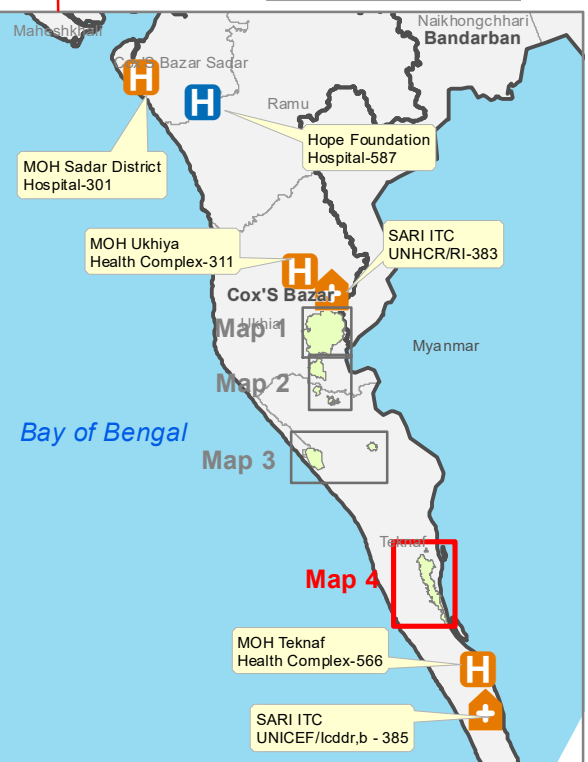 Naikhongchhari
Bandarban
Maheshkhali
Cox'S Bazar Sadar
Ramu
Hope Foundation
Hospital-587
MOH Sadar District
Hospital-301
MOH Ukhiya
Health Complex-311
SARI ITC
UNHCR/RI-383
Cox'S Bazar
Ukhia
Map 1
Myanmar
Map 2
Bay of Bengal
Map 3
Teknaf
Map 4
MOH Teknaf
Health Complex-566
SARI ITC
UNICEF/Icddr,b - 385
H
H
H
H